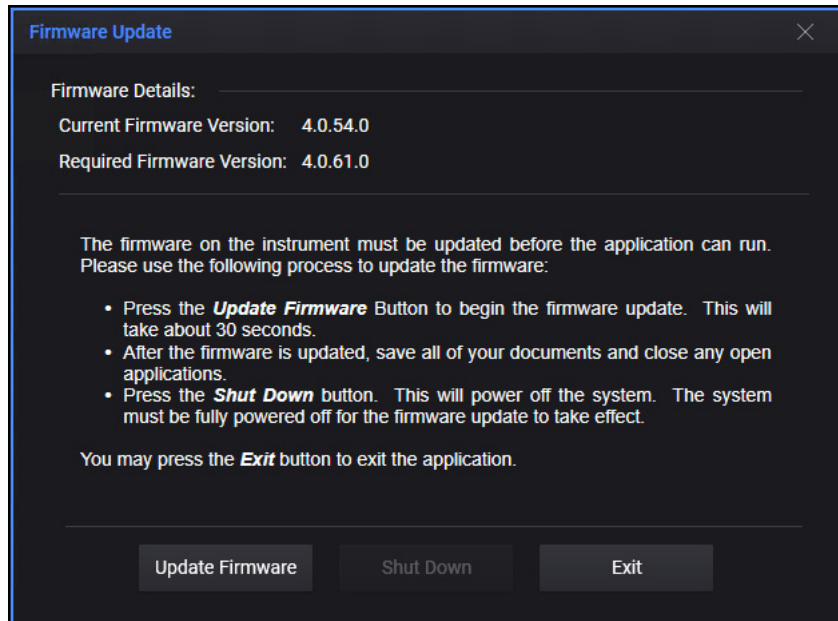 Firmware Update
Firmware Details:
Current Firmware Version: 4.0.54.0
Required Firmware Version: 4.0.61.0
The firmware on the instrument must be updated before the application can run.
Please use the following process to update the firmware:
• Press the Update Firmware Button to begin the firmware update. This will
take about 30 seconds.
• After the firmware is updated, save all of your documents and close any open
applications.
• Press the Shut Down button. This will power off the system. The system
must be fully powered off for the firmware update to take effect.
You may press the Exit button to exit the application.
Update Firmware Shut Down Exit